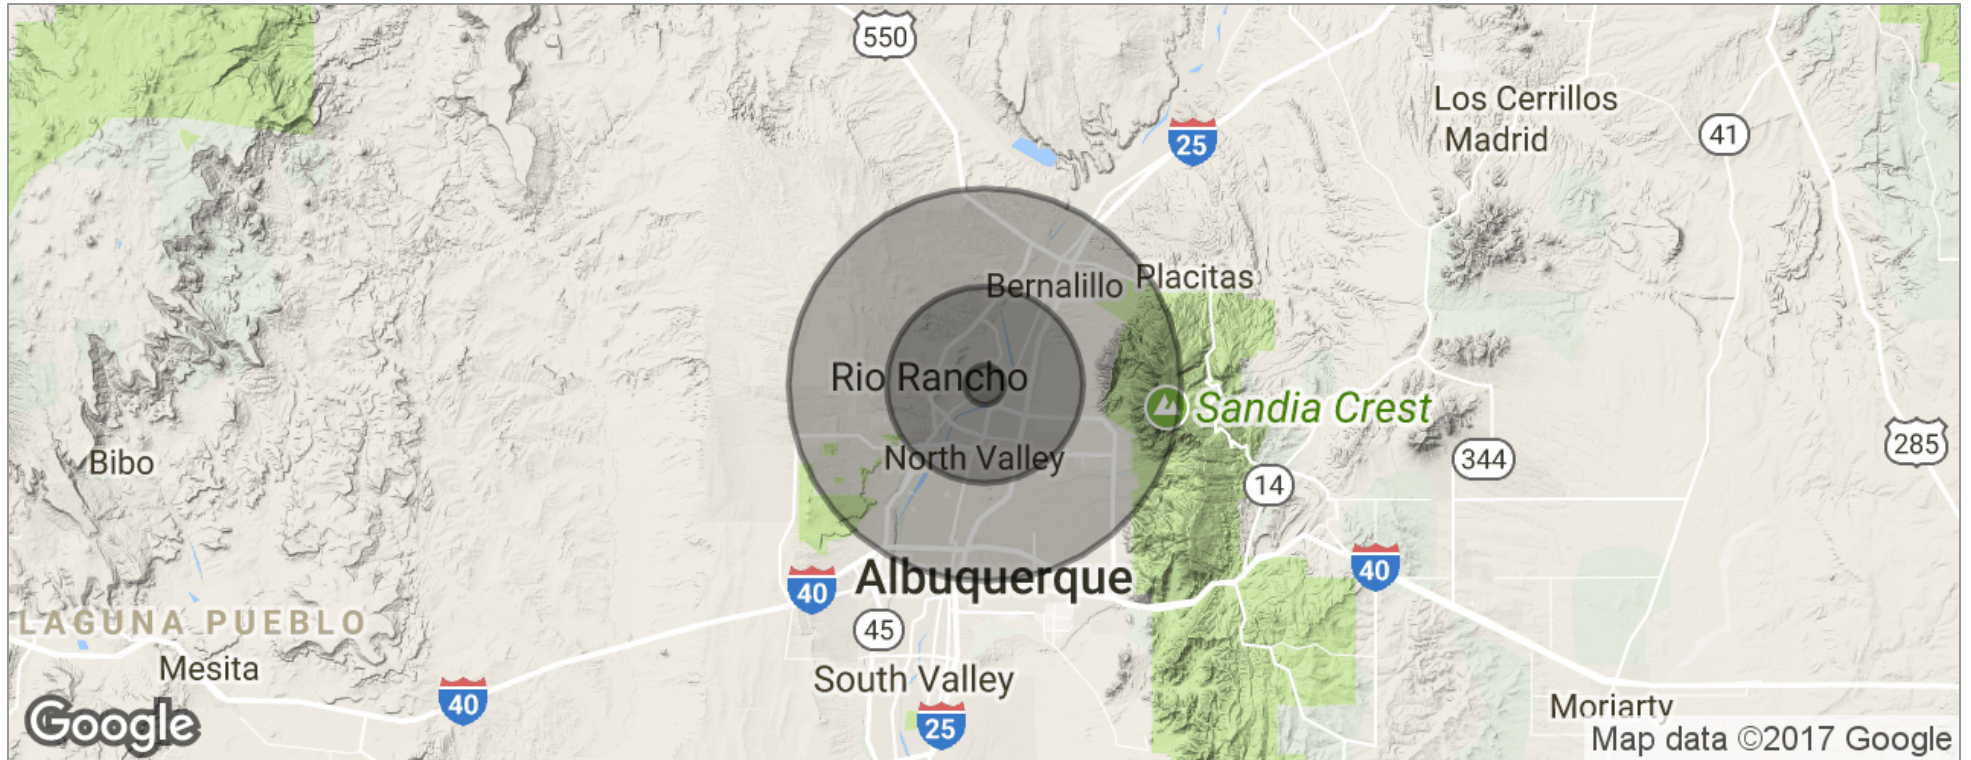 550
Los Cerrillos
25
Madrid
41
Bernalillo
Placitas
Rio Rancho
Sandia Crest
285
Bibo
North Valley
344
14
40
40
Albuquerque
LAGUNA PUEBLO
45
Mesita
South Valley
40
25
Moriarty
Google
Map data ©2017 Google